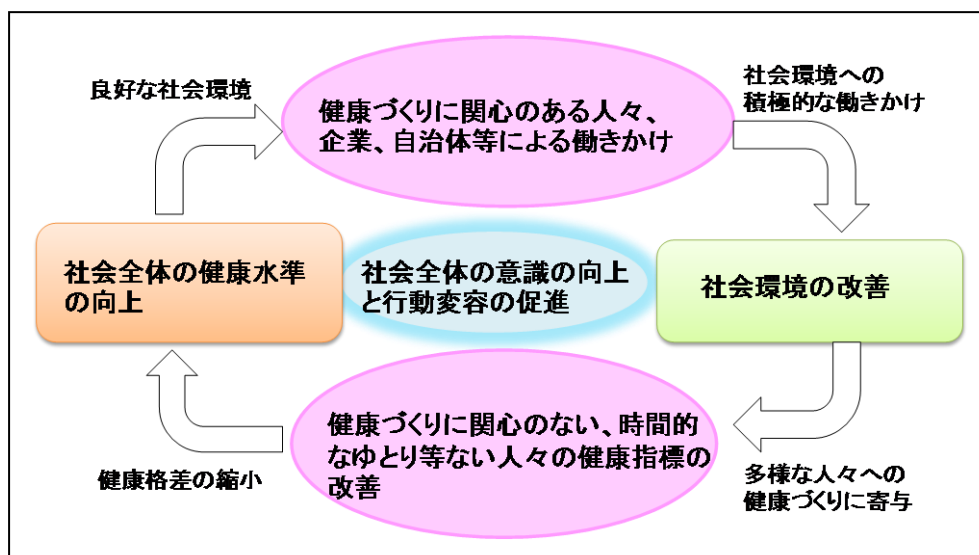 良好な社会環境
健康づくりに関心のある人々、
企業、自治体等による働きかけ
社会環境への
積極的な働きかけ
社会全体の健康水準
の向上
社会全体の意識の向上
と行動変容の促進
社会環境の改善
健康づくりに関心のない、時間的
なゆとり等ない人々の健康指標の
改善
健康格差の縮小
多様な人々への
健康づくりに寄与